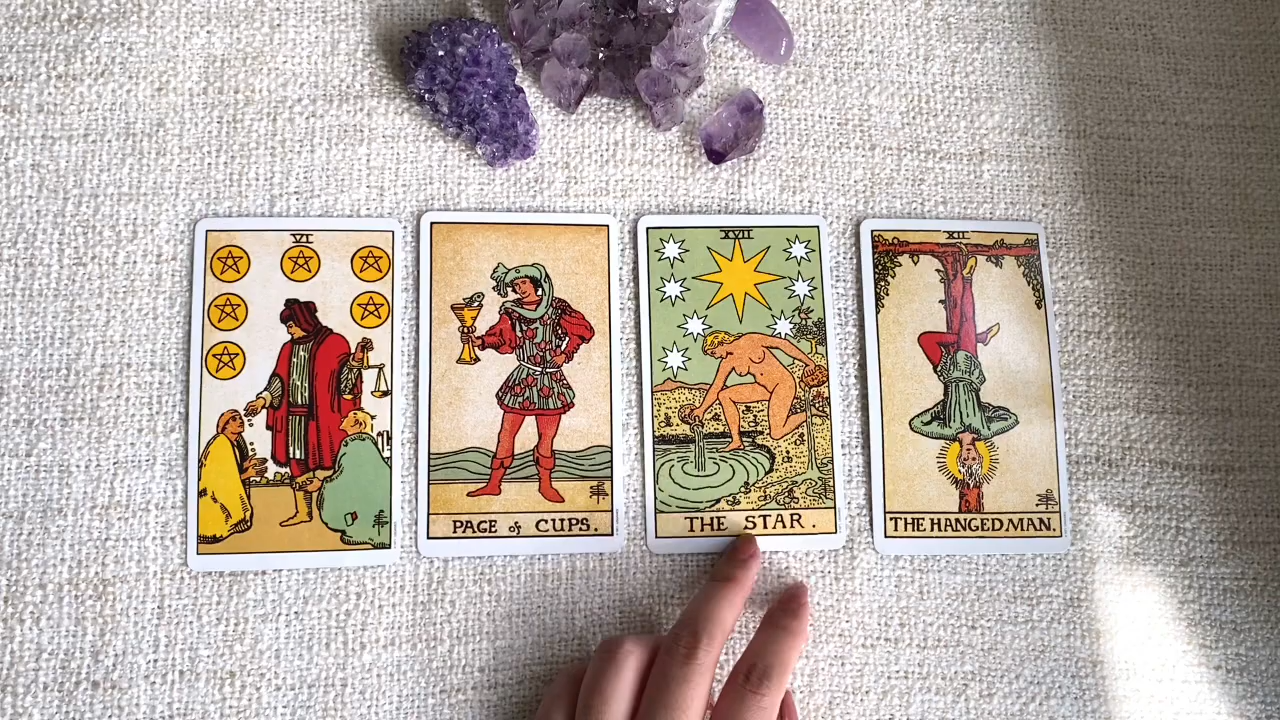 VI
PAGE of CUPS.
XVII
THE STAR.
XII
THE HANGED MAN.